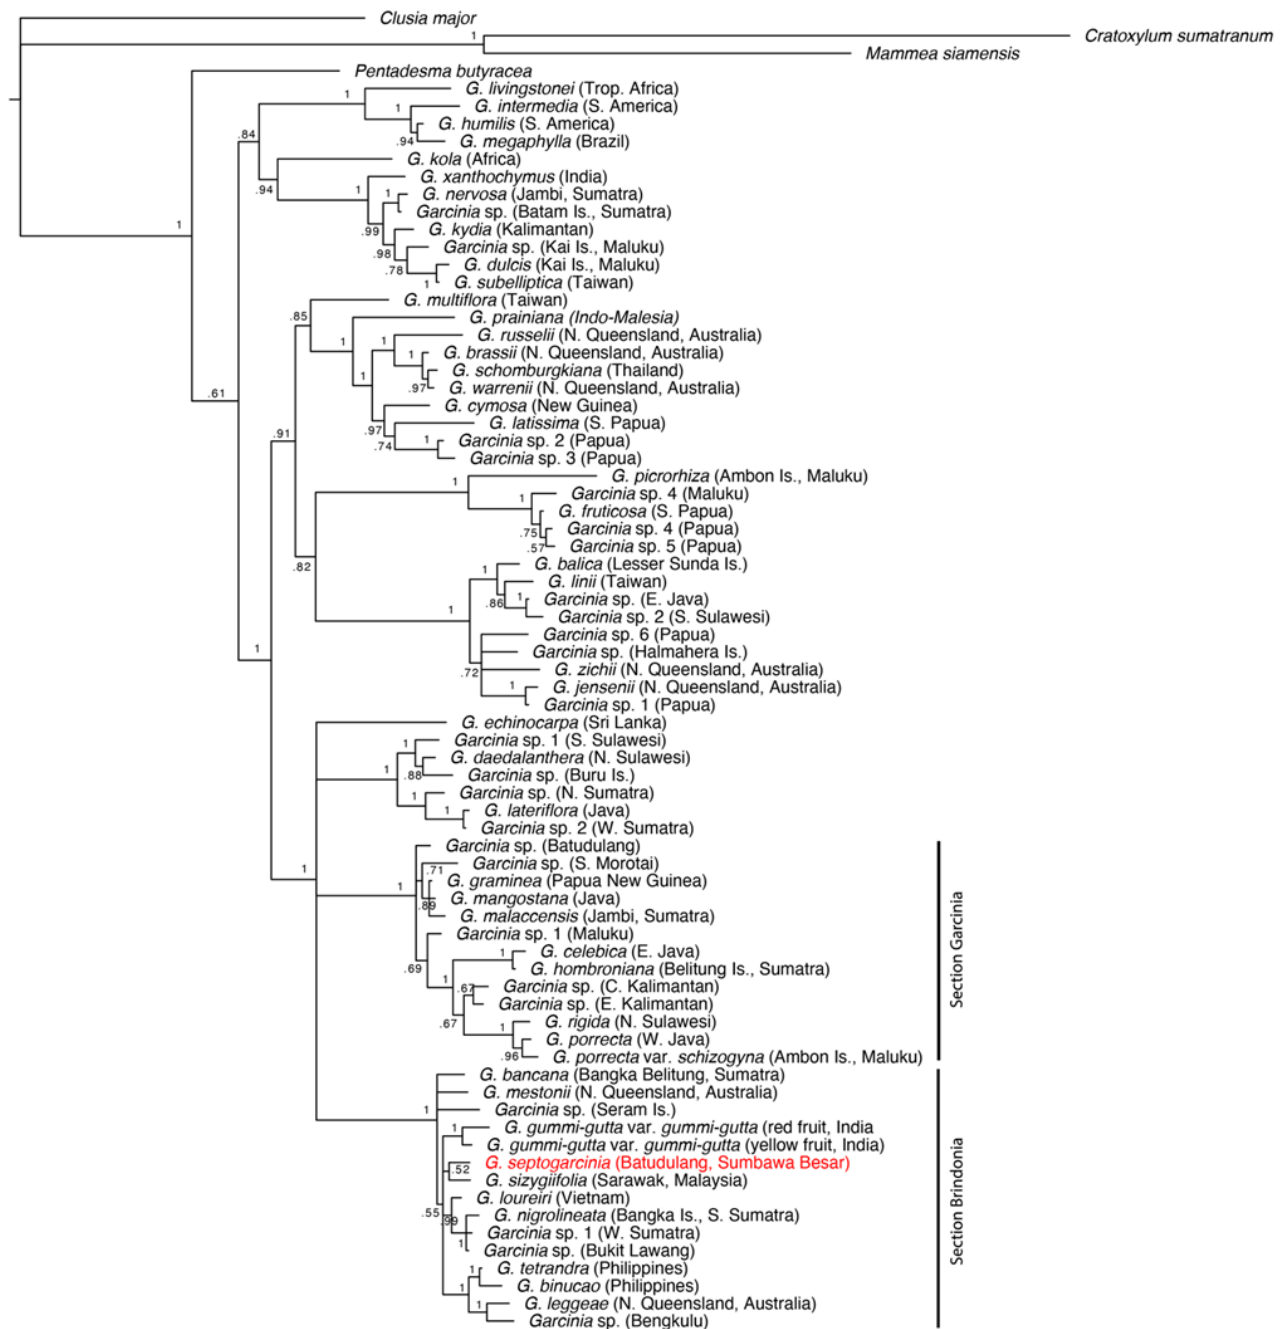 Clusia major
1
Cratoxylum sumatranum
Mammea siamensis
Pentadesma butyracea
1
G. livingstonei (Trop. Africa)
1
G. intermedia (S. America)
G. humilis (S. America)
.84
.94
G. megaphylla (Brazil)
G. kola (Africa)
.94
1
G. xanthochymus (India)
1
G. nervosa (Jambi, Sumatra)
Garcinia sp. (Batam Is., Sumatra)
1
.99
G. kydia (Kalimantan)
.98
Garcinia sp. (Kai Is., Maluku)
.78
G. dulcis (Kai Is., Maluku)
1
G. subelliptica (Taiwan)
G. multiflora (Taiwan)
.85
G. prainiana (Indo-Malesia)
1
1
G. russelii (N. Queensland, Australia)
1
G. brassii (N. Queensland, Australia)
G. schomburgkiana (Thailand)
1
.97
G. warrenii (N. Queensland, Australia)
.61
G. cymosa (New Guinea)
G. latissima (S. Papua)
.91
.97
.74
1
Garcinia sp. 2 (Papua)
Garcinia sp. 3 (Papua)
G. picrorhiza (Ambon Is., Maluku)
1
1
Garcinia sp. 4 (Maluku)
G. fruticosa (S. Papua)
.75
Garcinia sp. 4 (Papua)
.57
Garcinia sp. 5 (Papua)
.82
G. balica (Lesser Sunda Is.)
1
G. linii (Taiwan)
.86
1
Garcinia sp. (E. Java)
1
Garcinia sp. 2 (S. Sulawesi)
Garcinia sp. 6 (Papua)
1
Garcinia sp. (Halmahera Is.)
.72
G. zichii (N. Queensland, Australia)
1
G. jensenii (N. Queensland, Australia)
Garcinia sp. 1 (Papua)
G. echinocarpa (Sri Lanka)
1
Garcinia sp. 1 (S. Sulawesi)
G. daedalanthera (N. Sulawesi)
1
.88
Garcinia sp. (Buru Is.)
1
Garcinia sp. (N. Sumatra)
1
G. lateriflora (Java)
Garcinia sp. 2 (W. Sumatra)
Garcinia sp. (Batudulang)
.71
Garcinia sp. (S. Morotai)
1
1
G. graminea (Papua New Guinea)
.89
G. mangostana (Java)
G. malaccensis (Jambi, Sumatra)
Garcinia sp. 1 (Maluku)
1
G. celebica (E. Java)
.69
G. hombroniana (Belitung Is., Sumatra)
1
.67
Garcinia sp. (C. Kalimantan)
Garcinia sp. (E. Kalimantan)
.67
1
G. rigida (N. Sulawesi)
G. porrecta (W. Java)
.96
G. porrecta var. schizogyna (Ambon Is., Maluku)
Section Garcinia
G. bancana (Bangka Belitung, Sumatra)
G. mestonii (N. Queensland, Australia)
1
Garcinia sp. (Seram Is.)
1
G. gummi-gutta var. gummi-gutta (red fruit, India
G. gummi-gutta var. gummi-gutta (yellow fruit, India)
.52
G. septogarcinia (Batudulang, Sumbawa Besar)
G. sizygiifolia (Sarawak, Malaysia)
G. loureiri (Vietnam)
.55
.99
G. nigrolineata (Bangka Is., S. Sumatra)
Garcinia sp. 1 (W. Sumatra)
1
Garcinia sp. (Bukit Lawang)
1
G. tetrandra (Philippines)
1
G. binucao (Philippines)
1
G. leggeae (N. Queensland, Australia)
Garcinia sp. (Bengkulu)
Section Brindonia